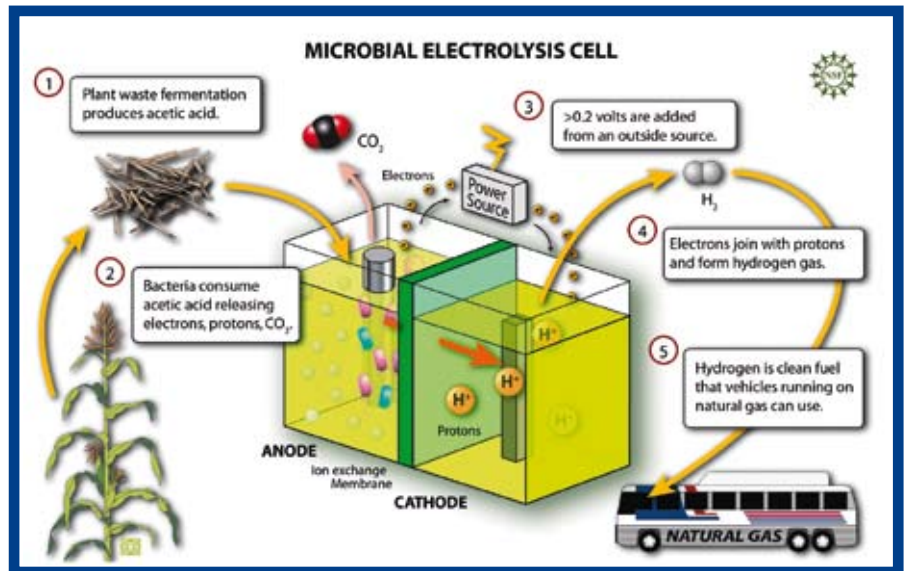 MICROBIAL ELECTROLYSIS CELL
1
Plant waste fermentation
produces acetic acid.
CO2
Electrons
Power
Source
3
>0.2 volts are added
from an outside source.
NSF
H2
2
Bacteria consume
acetic acid releasing
electrons, protons, CO2.
4
Electrons join with protons
and form hydrogen gas.
H+
H+
H+
H+
Protons
5
Hydrogen is clean fuel
that vehicles running on
natural gas can use.
ANODE
Ion exchange
Membrane
CATHODE
NATURAL GAS